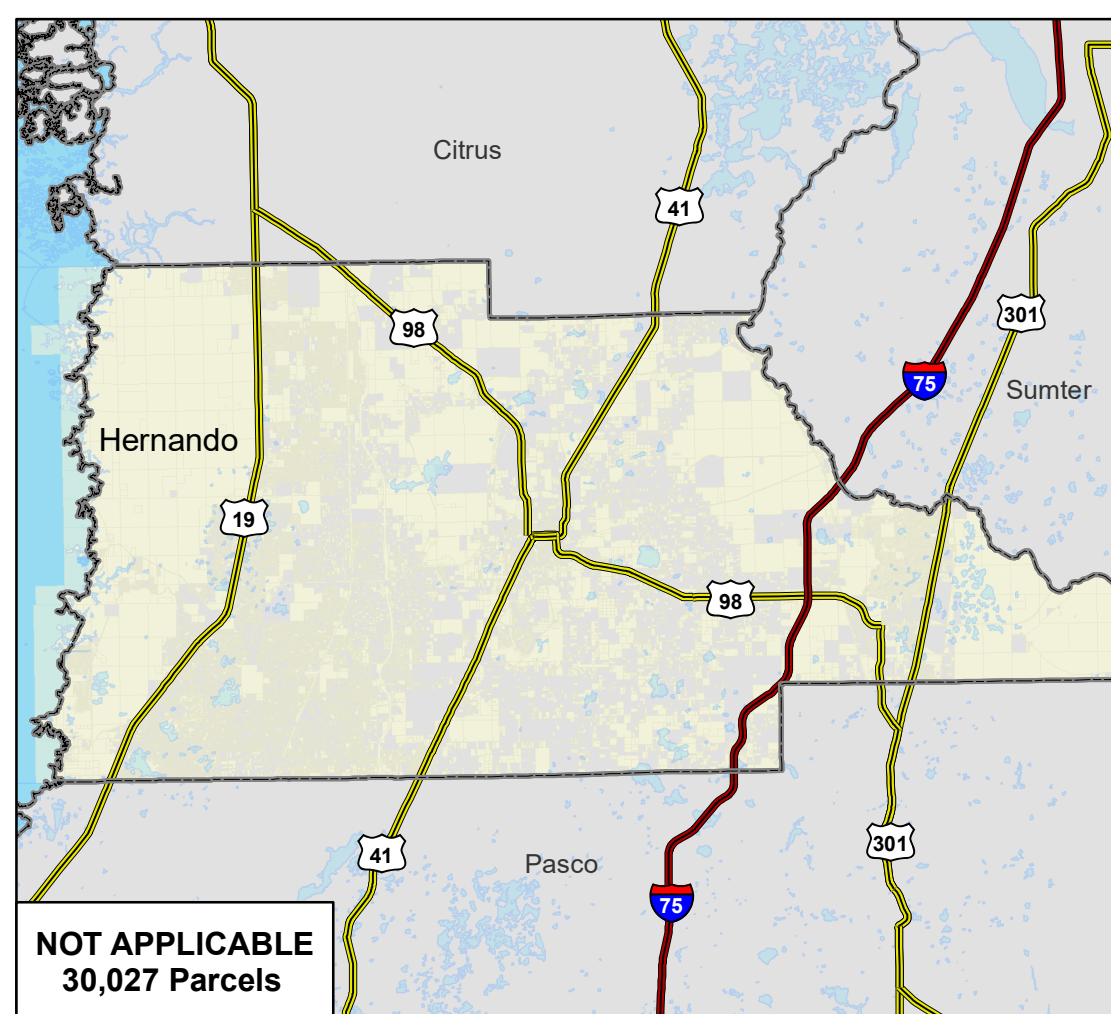 Citrus
41
98
301
75
Sumter
Hernando
19
98
41
301
Pasco
75
NOT APPLICABLE
30,027 Parcels